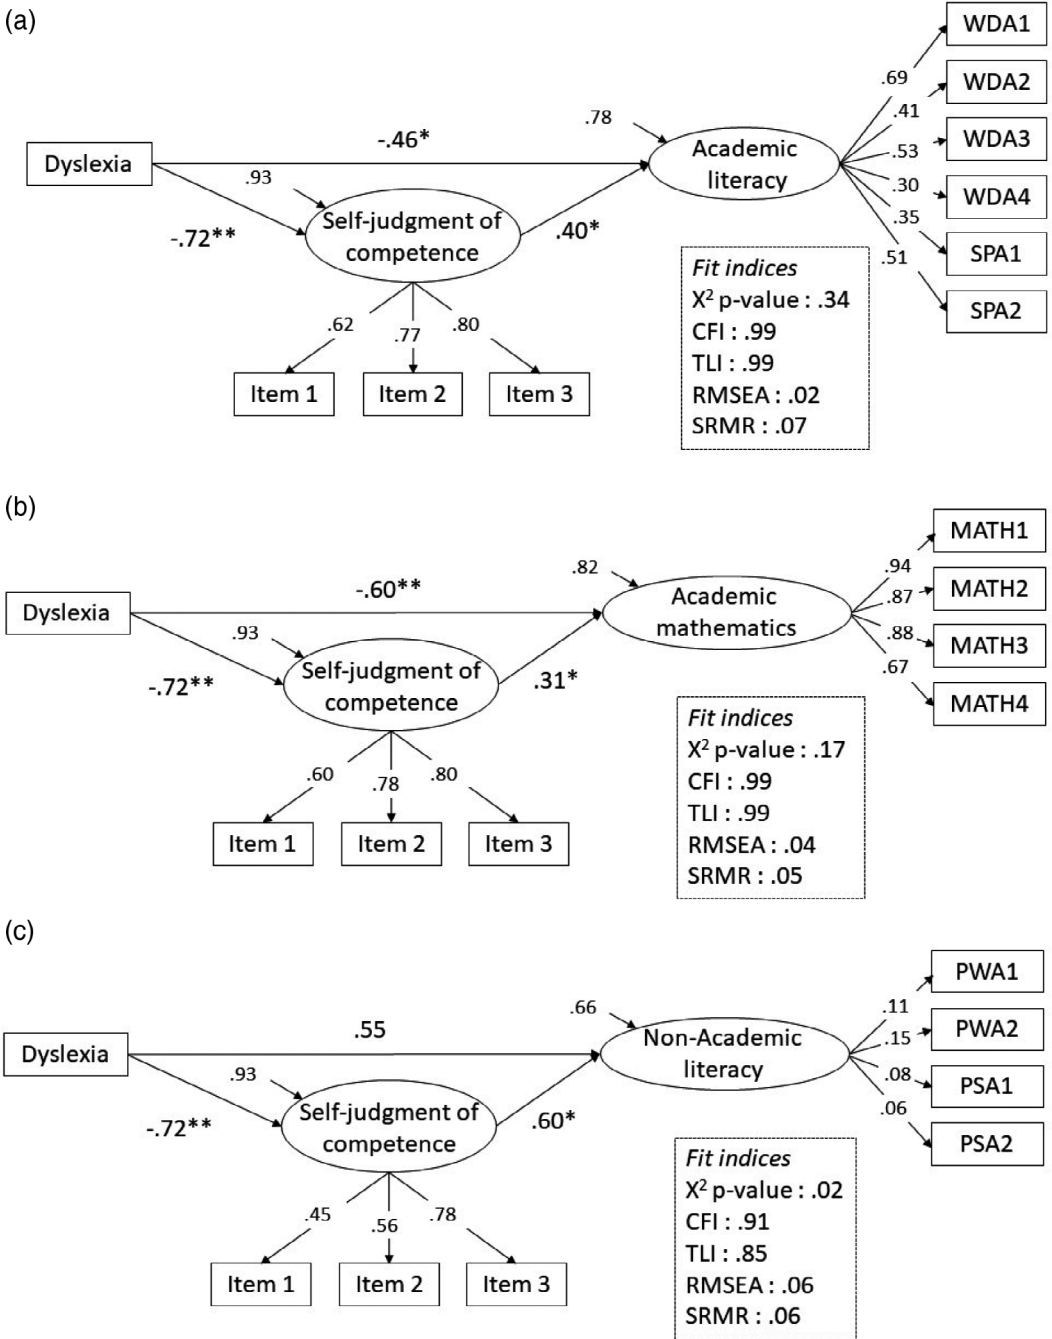 (a)
WDA1
.69
WDA2
.41
.78
-.46*
WDA3
.53
Academic
literacy
Dyslexia
.93
.30
WDA4
.35
Self-judgment of
competence
-.72**
.40*
SPA1
.51
Fit indices
X² p-value : .34
CFI : .99
TLI : .99
RMSEA : .02
SRMR : .07
SPA2
.62
.77
.80
Item 1
Item 2
Item 3
(b)
MATH1
.94
.82
-.60**
MATH2
.87
Academic
mathematics
Dyslexia
.93
.88
MATH3
.67
Self-judgment of
competence
-.72**
.31*
MATH4
Fit indices
X² p-value : .17
CFI : .99
TLI : .99
RMSEA : .04
SRMR : .05
.60
.78
.80
Item 1
Item 2
Item 3
(c)
PWA1
.11
.66
.55
PWA2
.15
Non-Academic
literacy
Dyslexia
.93
.08
PSA1
.06
Self-judgment of
competence
-.72**
.60*
PSA2
Fit indices
X² p-value : .02
CFI : .91
TLI : .85
RMSEA : .06
SRMR : .06
.45
.56
.78
Item 1
Item 2
Item 3